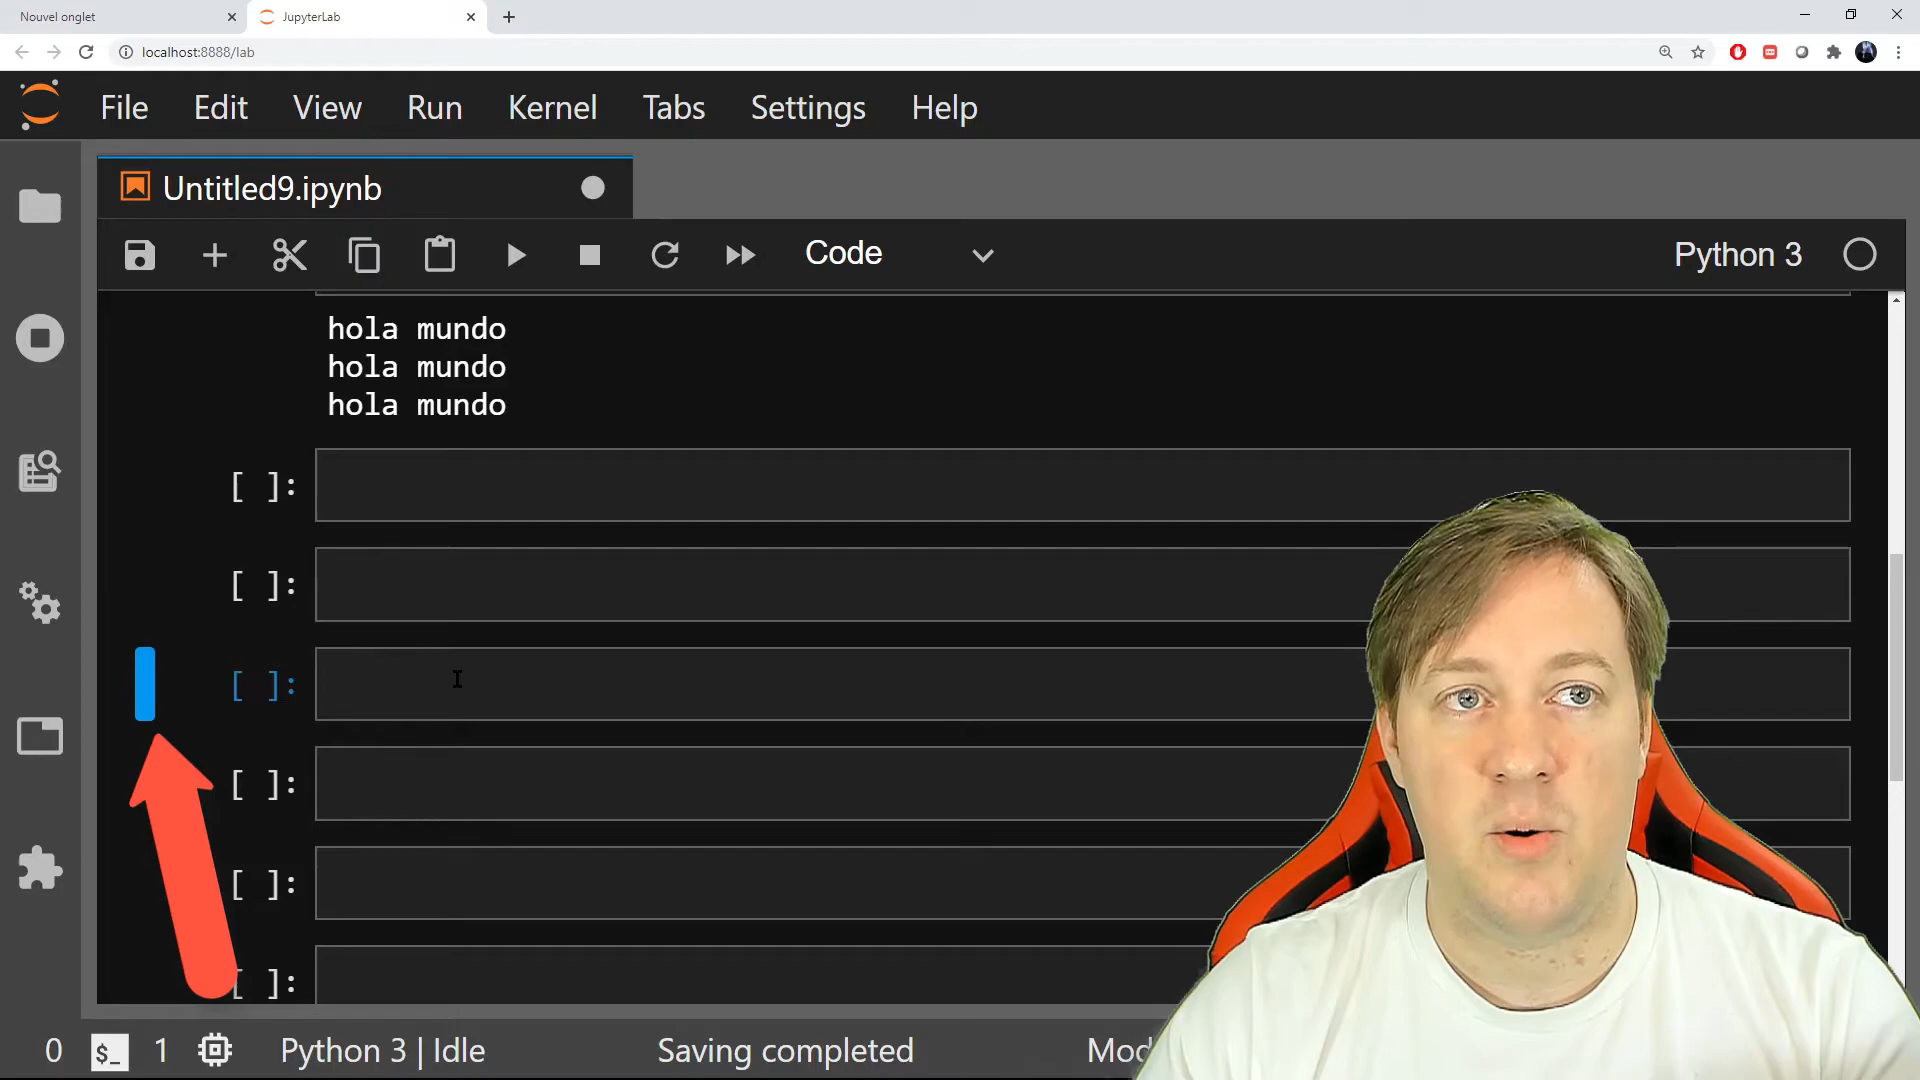 Nouvel onglet
JupyterLab
localhost:8888/lab
File Edit View Run Kernel Tabs Settings Help
Untitled9.ipynb
Code
Python 3
hola mundo
hola mundo
hola mundo
[ ]:
[ ]:
[ ]:
[ ]:
[ ]:
[ ]:
0 $_ 1 Python 3 | Idle Saving completed Mod